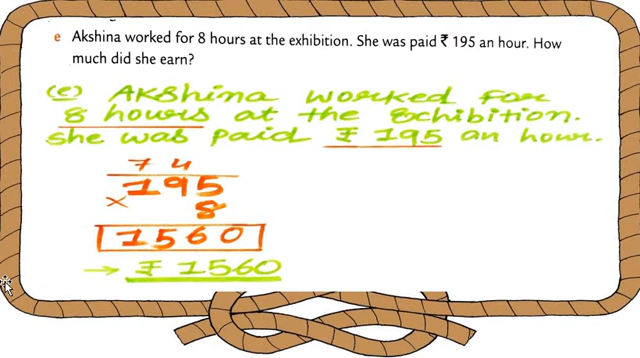 e Akshina worked for 8 hours at the exhibition. She was paid ₹ 195 an hour. How
much did she earn?
(e) AKShina worked for
8 hours at the Exchibition.
She was paid ₹ 195 an hour.
7 4
195
× 8
1560
→ ₹ 1560